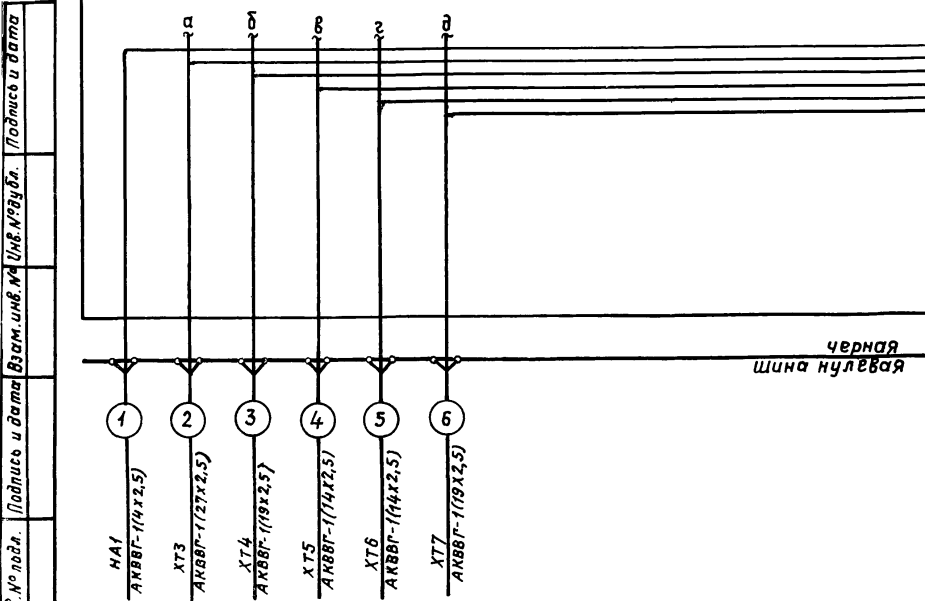 а
б
в
г
д
черная
шина нулевая
1
2
3
4
5
6
НА1
АКВВГ-1(4х2,5)
ХТ3
АКВВГ-1(27х2,5)
ХТ4
АКВВГ-1(19х2,5)
ХТ5
АКВВГ-1(14х2,5)
ХТ6
АКВВГ-1(14х2,5)
ХТ7
АКВВГ-1(19х2,5)
Подпись и дата
Инв.№ дубл.
Взам.инв.№
Подпись и дата
№ подл.